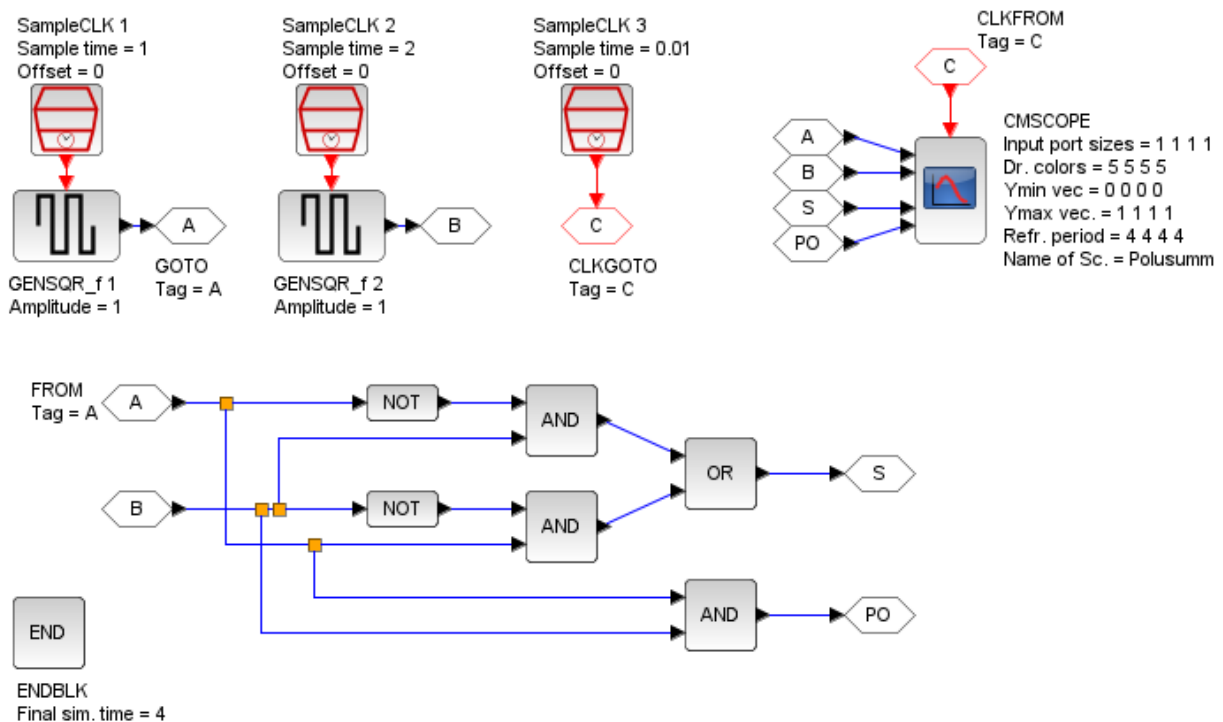 SampleCLK 1
Sample time = 1
Offset = 0
SampleCLK 2
Sample time = 2
Offset = 0
SampleCLK 3
Sample time = 0.01
Offset = 0
CLKFROM
Tag = C
C
A
B
S
PO
CMSCOPE
Input port sizes = 1 1 1 1
Dr. colors = 5 5 5 5
Ymin vec = 0 0 0 0
Ymax vec. = 1 1 1 1
Refr. period = 4 4 4 4
Name of Sc. = Polusumm
A
GOTO
Tag = A
GENSQR_f 1
Amplitude = 1
B
GENSQR_f 2
Amplitude = 1
C
CLKGOTO
Tag = C
FROM
Tag = A
A
NOT
AND
OR
S
B
NOT
AND
AND
PO
END
ENDBLK
Final sim. time = 4